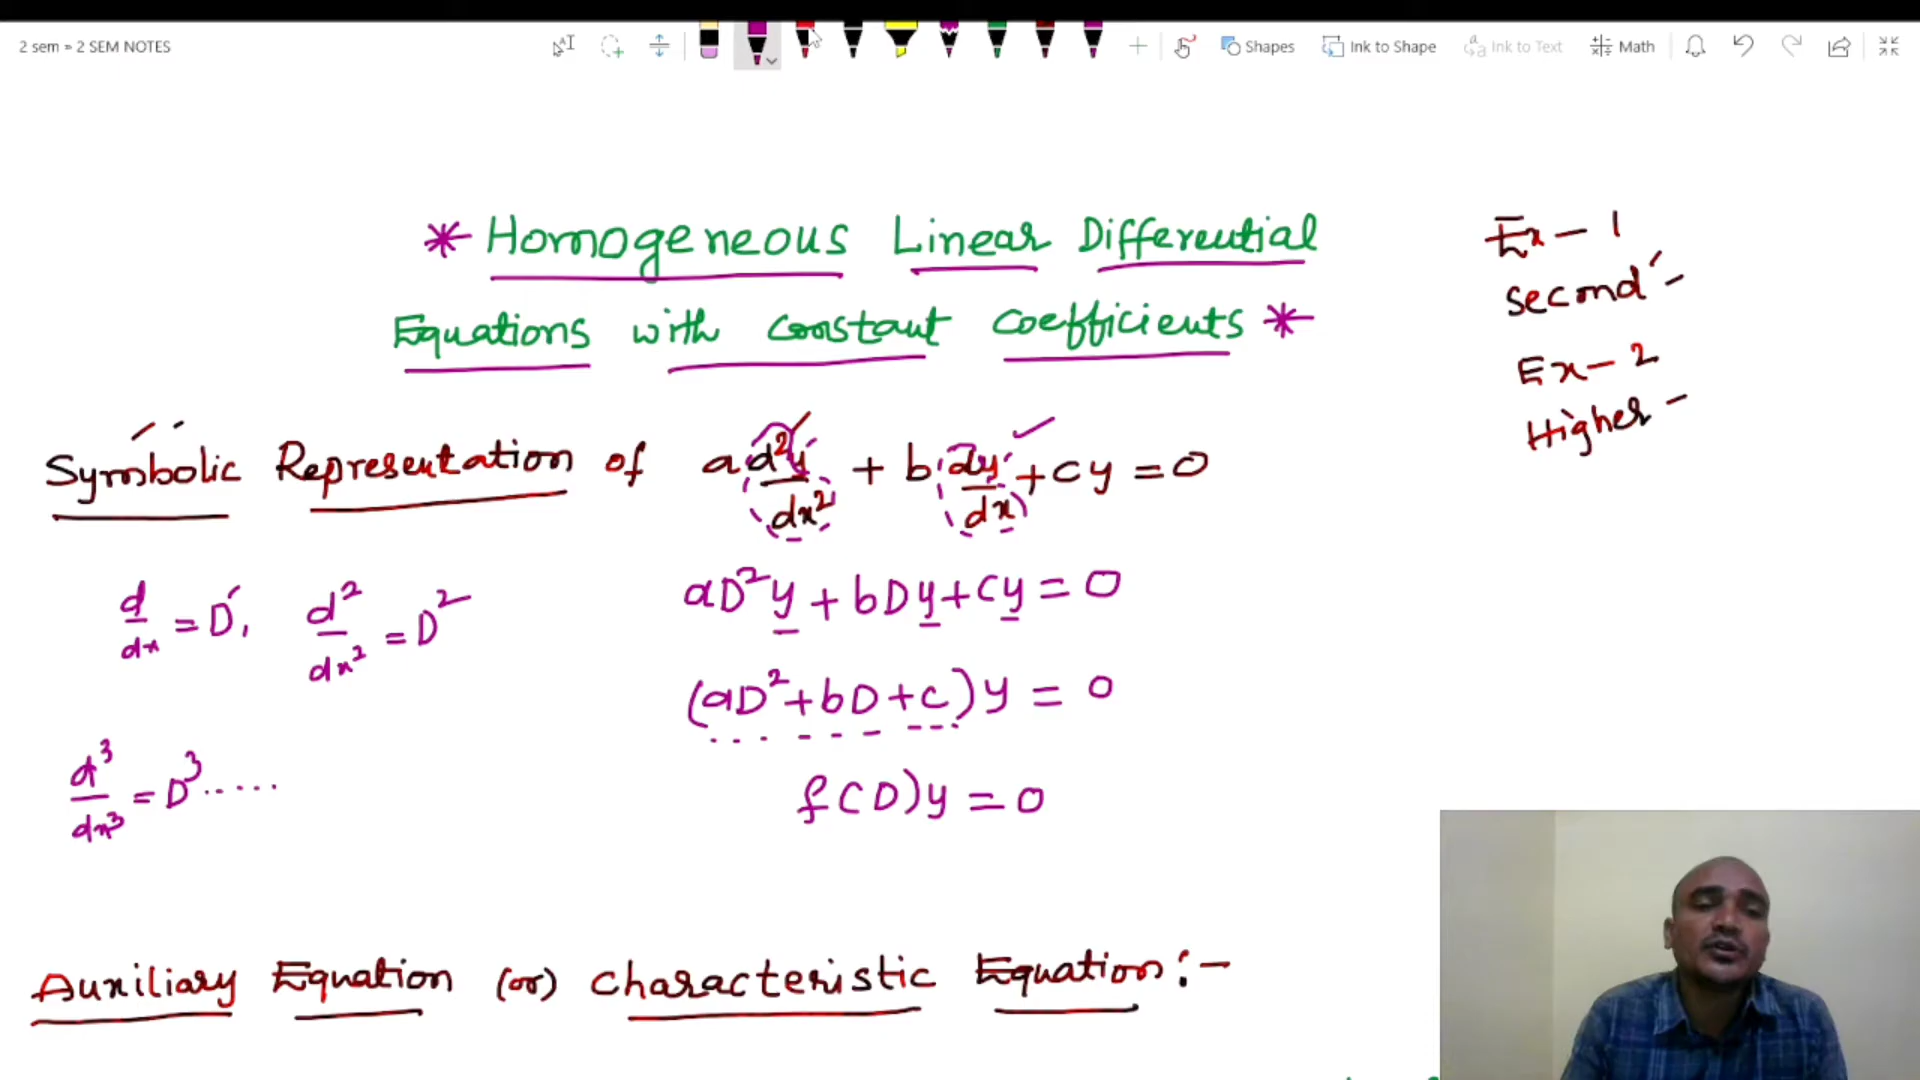 2 sem » 2 SEM NOTES
Shapes Ink to Shape Ink to Text Math
* Homogeneous Linear Differential
Equations with constant coefficients *
Ex - 1
Second -
Ex - 2
Higher -
Symbolic Representation of a d²y/dx² + b dy/dx + cy = 0
d/dx = D, d²/dx² = D²
aD²y + bDy + cy = 0
(aD² + bD + c)y = 0
d³/dx³ = D³ .....
f(D)y = 0
Auxiliary Equation (or) characteristic Equation :-